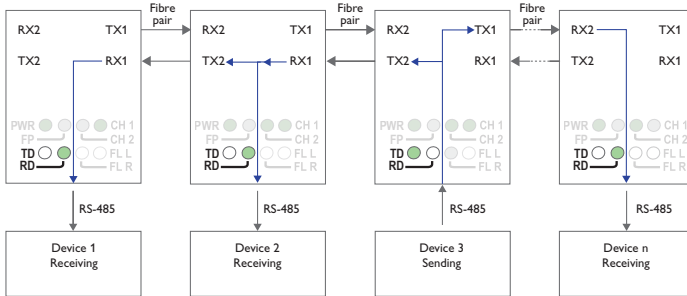 Fibre
pair
Fibre
pair
Fibre
pair
RX2 TX1
TX2 RX1
PWR CH 1
FP CH 2
TD FL L
RD FL R
RX2 TX1
TX2 RX1
PWR CH 1
FP CH 2
TD FL L
RD FL R
RX2 TX1
TX2 RX1
PWR CH 1
FP CH 2
TD FL L
RD FL R
RX2 TX1
TX2 RX1
PWR CH 1
FP CH 2
TD FL L
RD FL R
RS-485
RS-485
RS-485
RS-485
Device 1
Receiving
Device 2
Receiving
Device 3
Sending
Device n
Receiving